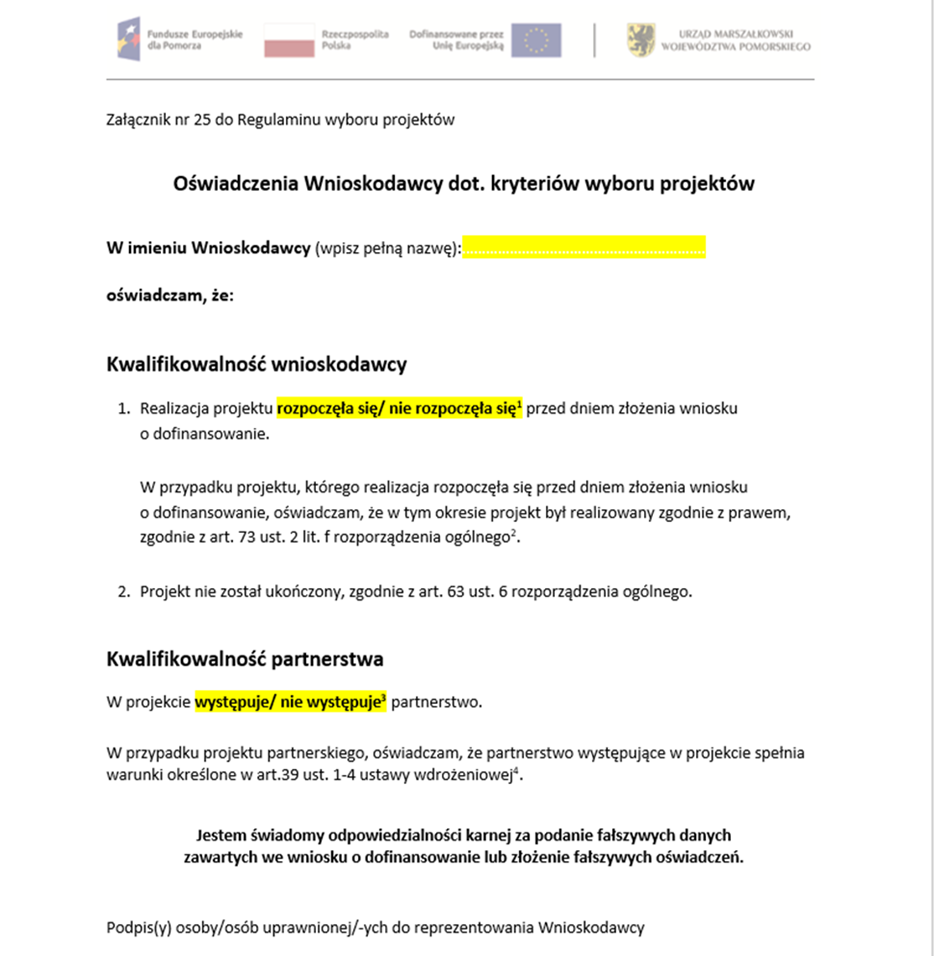 Fundusze Europejskie
dla Pomorza
Rzeczpospolita
Polska
Dofinansowane przez
Unię Europejską
URZĄD MARSZAŁKOWSKI
WOJEWÓDZTWA POMORSKIEGO
Załącznik nr 25 do Regulaminu wyboru projektów
Oświadczenia Wnioskodawcy dot. kryteriów wyboru projektów
W imieniu Wnioskodawcy (wpisz pełną nazwę):
oświadczam, że:
Kwalifikowalność wnioskodawcy
1. Realizacja projektu rozpoczęła się/ nie rozpoczęła się¹ przed dniem złożenia wniosku
o dofinansowanie.
W przypadku projektu, którego realizacja rozpoczęła się przed dniem złożenia wniosku
o dofinansowanie, oświadczam, że w tym okresie projekt był realizowany zgodnie z prawem,
zgodnie z art. 73 ust. 2 lit. f rozporządzenia ogólnego².
2. Projekt nie został ukończony, zgodnie z art. 63 ust. 6 rozporządzenia ogólnego.
Kwalifikowalność partnerstwa
W projekcie występuje/ nie występuje³ partnerstwo.
W przypadku projektu partnerskiego, oświadczam, że partnerstwo występujące w projekcie spełnia
warunki określone w art.39 ust. 1-4 ustawy wdrożeniowej⁴.
Jestem świadomy odpowiedzialności karnej za podanie fałszywych danych
zawartych we wniosku o dofinansowanie lub złożenie fałszywych oświadczeń.
Podpis(y) osoby/osób uprawnionej/-ych do reprezentowania Wnioskodawcy